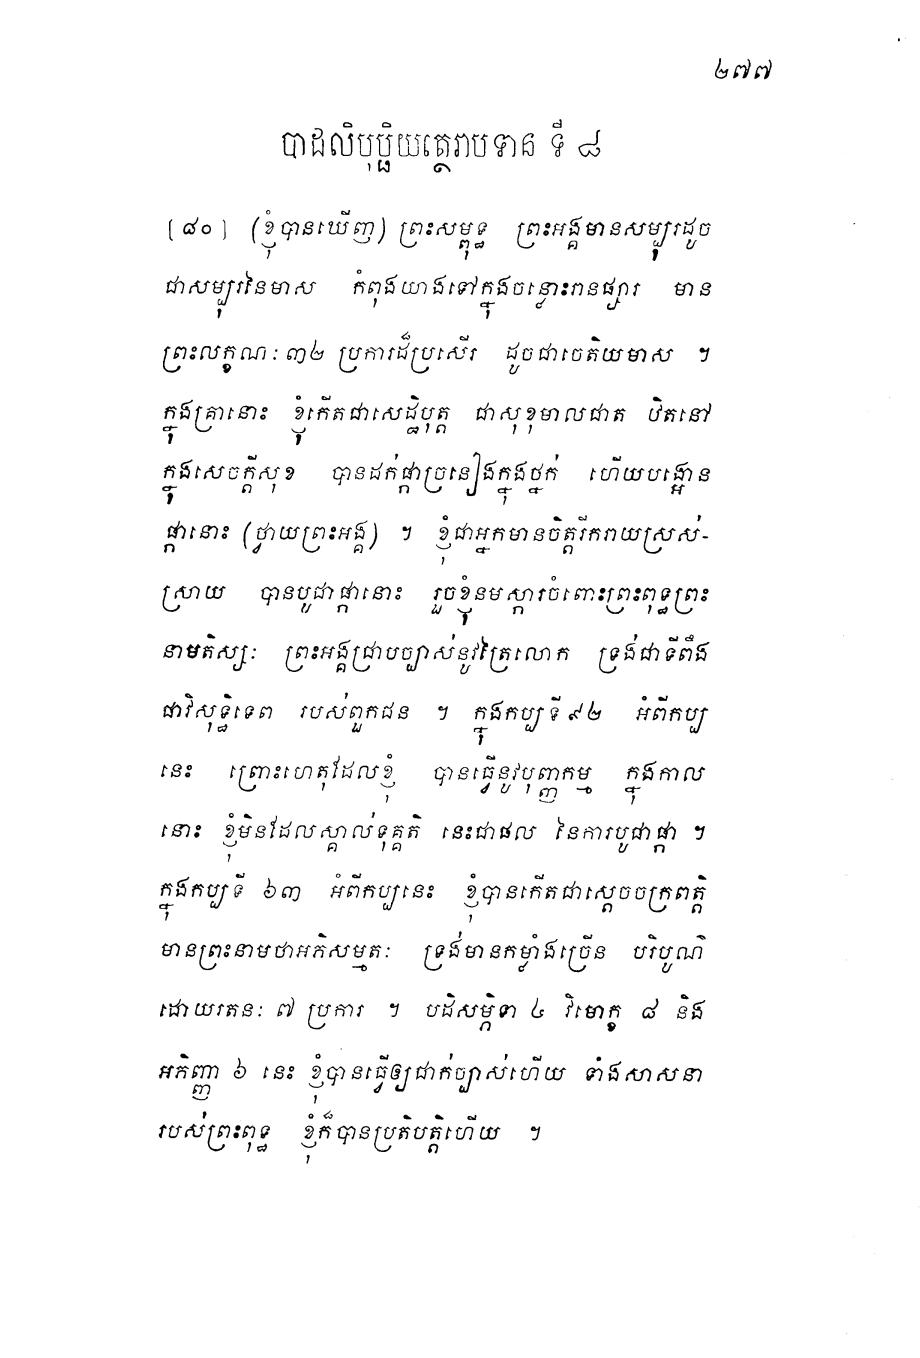 ២៧៧
បាដលិបុប្ផិយត្ថេរាបទាន ទី ៨
[៨០] (ខ្ញុំបានឃើញ) ព្រះសម្ពុទ្ធ ព្រះអង្គមានសម្បុរដូច
ជាសម្បុរនៃមាស កំពុងយាងទៅក្នុងចន្លោះរានផ្សារ មាន
ព្រះលក្ខណៈ ៣២ ប្រការដ៏ប្រសើរ ដូចជាចេតិយមាស ។
ក្នុងគ្រានោះ ខ្ញុំកើតជាសេដ្ឋិបុត្ត ជាសុខុមាលជាត ឋិតនៅ
ក្នុងសេចក្តីសុខ បានដក់ផ្កាច្រនៀងក្នុងថ្នក់ ហើយបង្អោន
ផ្កានោះ (ថ្វាយព្រះអង្គ) ។ ខ្ញុំជាអ្នកមានចិត្តរីករាយស្រស់-
ស្រាយ បានបូជាផ្កានោះ រួចខ្ញុំនមស្ការចំពោះព្រះពុទ្ធព្រះ
នាមតិស្សៈ ព្រះអង្គជ្រាបច្បាស់នូវត្រៃលោក ទ្រង់ជាទីពឹង
ជាវិសុទ្ធិទេព របស់ពួកជន ។ ក្នុងកប្បទី ៩២ អំពីកប្ប
នេះ ព្រោះហេតុដែលខ្ញុំ បានធ្វើនូវបុញ្ញកម្ម ក្នុងកាល
នោះ ខ្ញុំមិនដែលស្គាល់ទុគ្គតិ នេះជាផល នៃការបូជាផ្កា ។
ក្នុងកប្បទី ៦៣ អំពីកប្បនេះ ខ្ញុំបានកើតជាស្តេចចក្រពត្តិ
មានព្រះនាមថាអភិសម្មតៈ ទ្រង់មានកម្លាំងច្រើន បរិបូណ៌
ដោយរតនៈ ៧ ប្រការ ។ បដិសម្ភិទា ៤ វិមោក្ខ ៨ និង
អភិញ្ញា ៦ នេះ ខ្ញុំបានធ្វើឲ្យជាក់ច្បាស់ហើយ ទាំងសាសនា
របស់ព្រះពុទ្ធ ខ្ញុំក៏បានប្រតិបត្តិហើយ ។